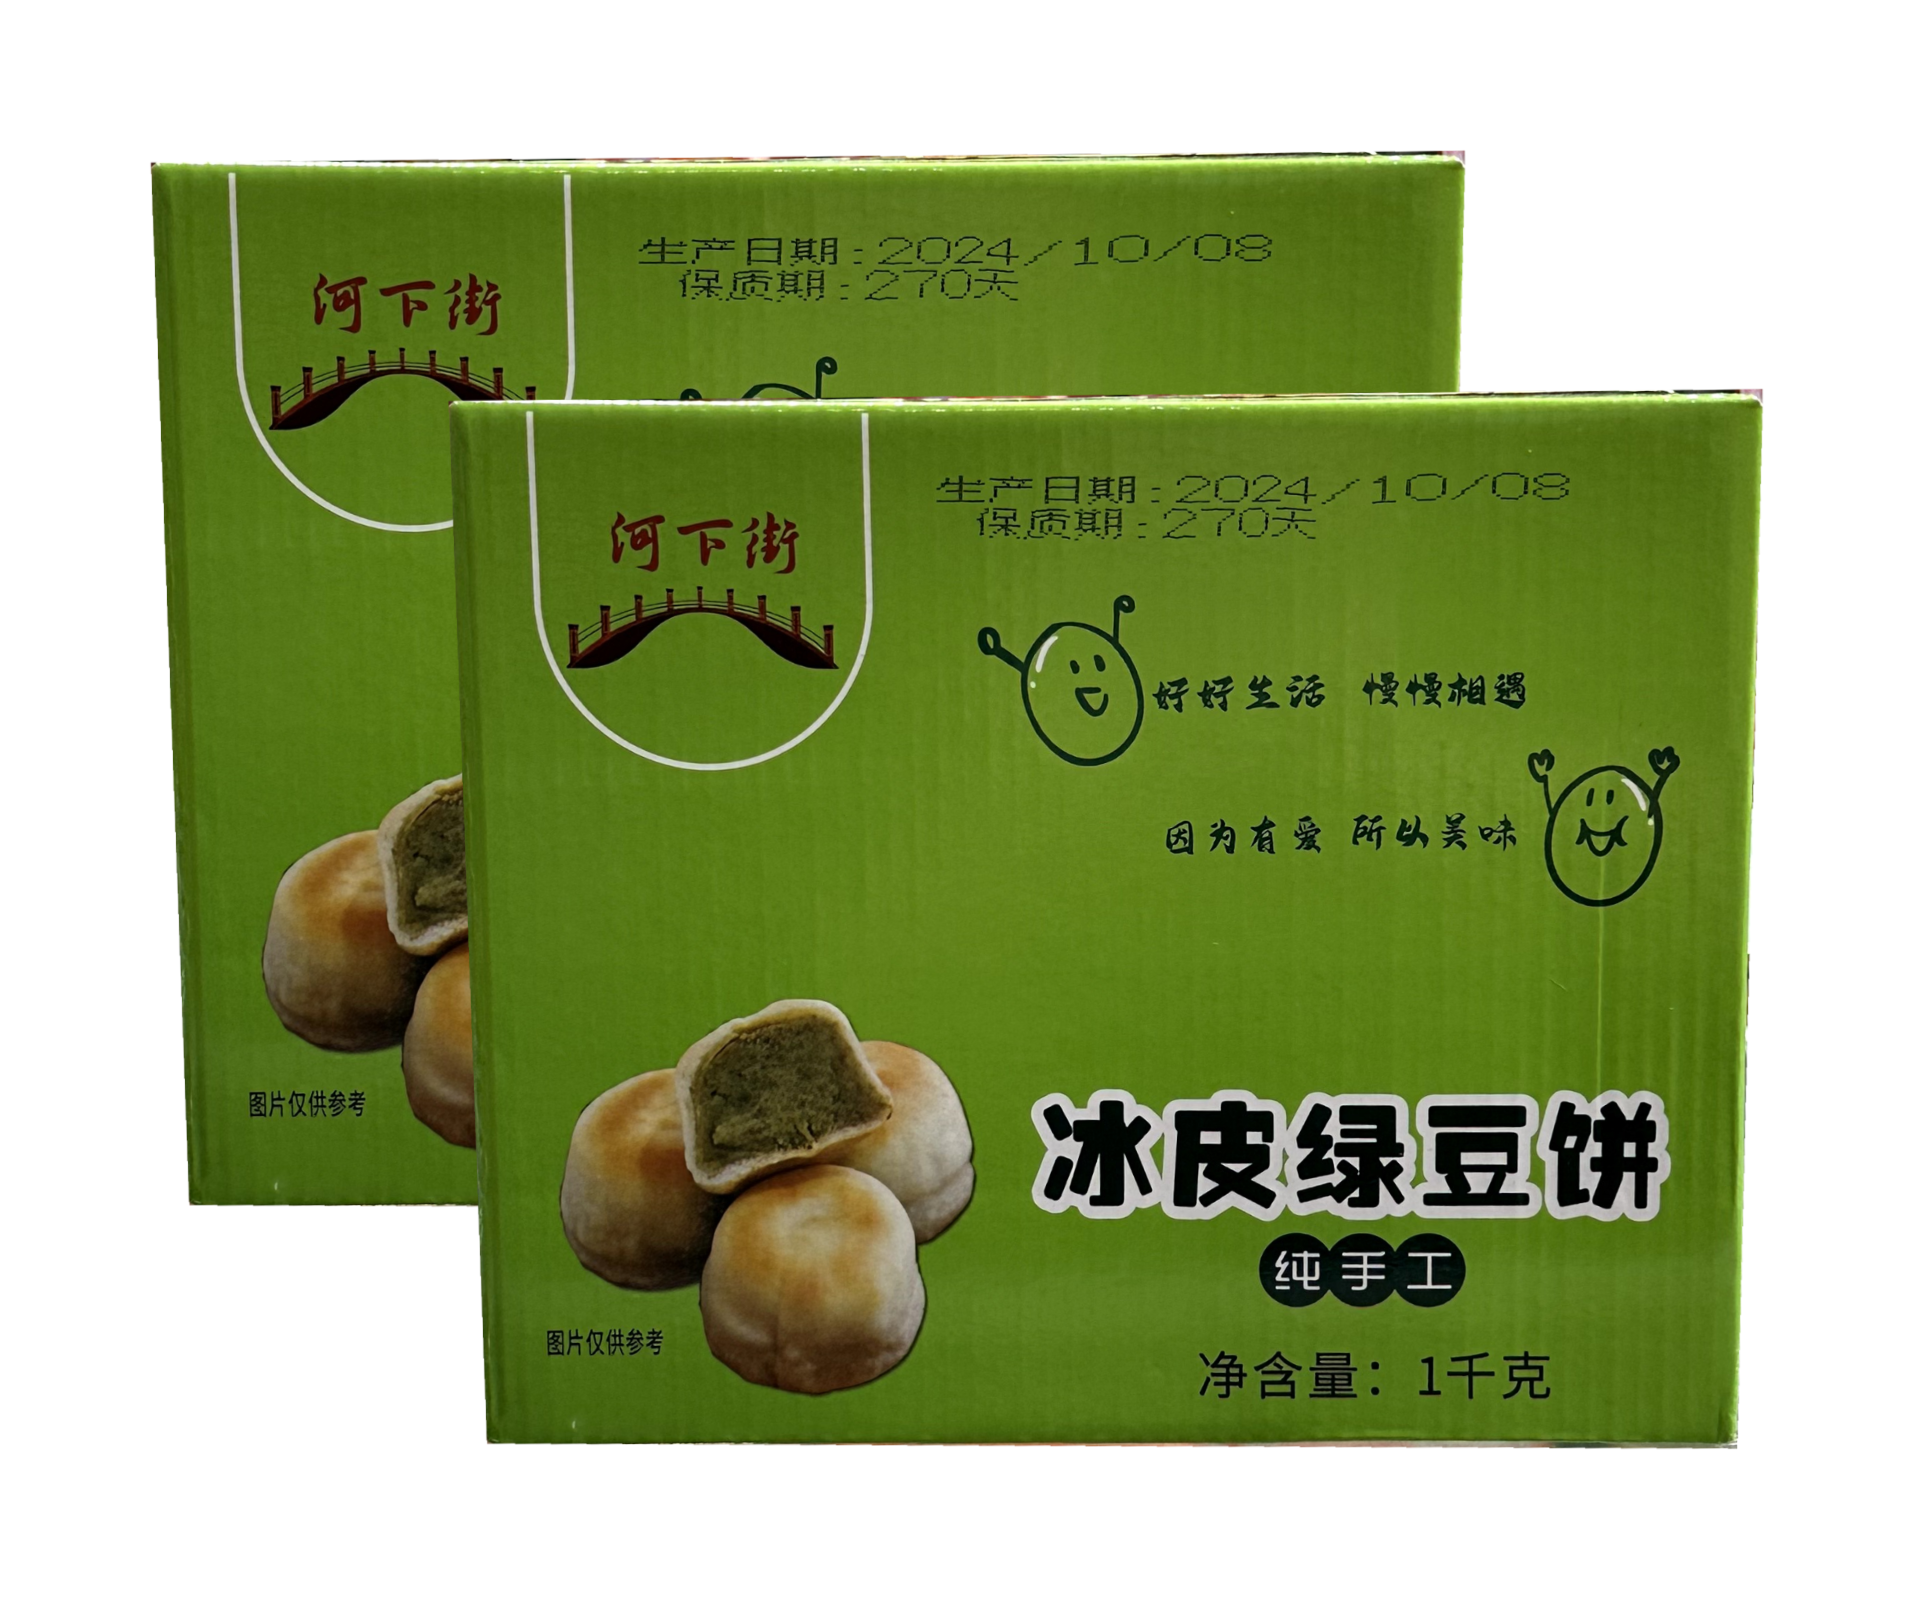 河下街
生产日期:2024/10/08
保质期:270天
图片仅供参考
河下街
生产日期:2024/10/08
保质期:270天
好好生活 慢慢相遇
因为有爱 所以美味
冰皮绿豆饼
纯手工
图片仅供参考
净含量：1千克